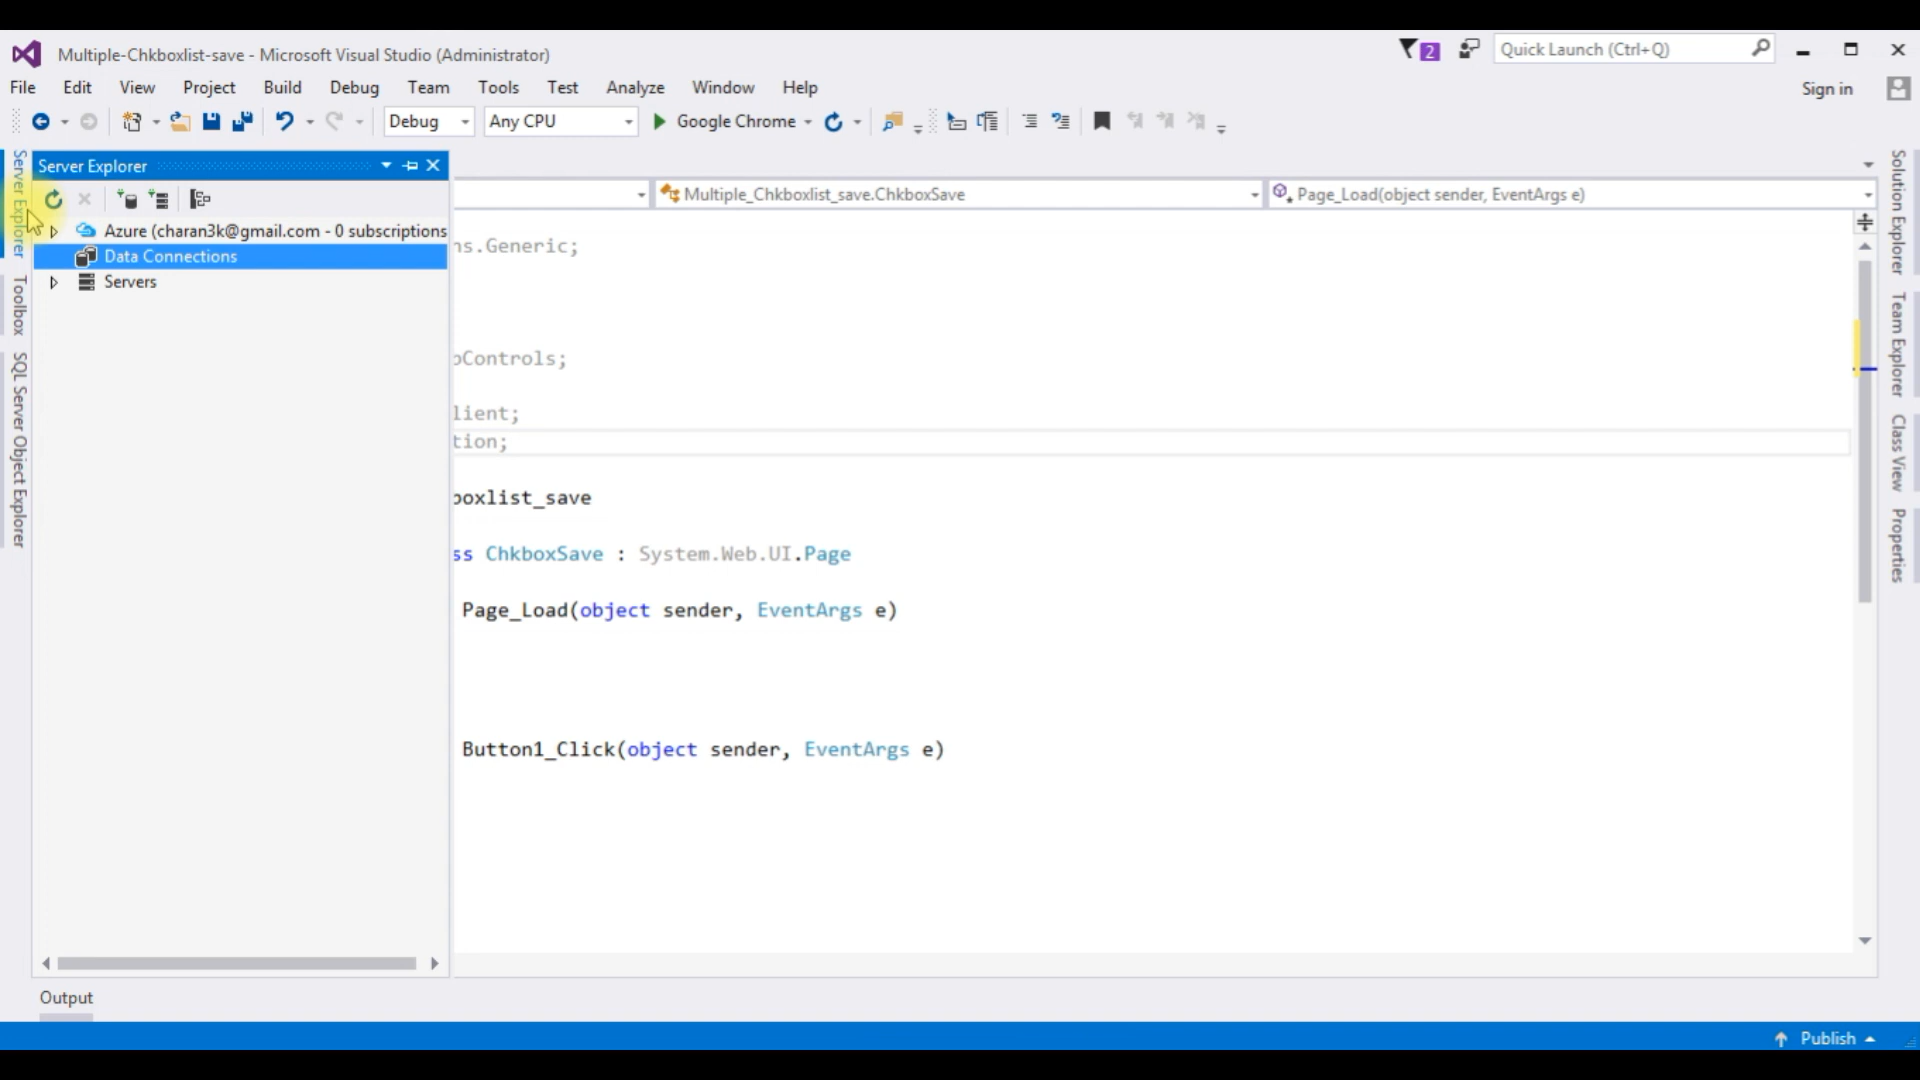 Multiple-Chkboxlist-save - Microsoft Visual Studio (Administrator)
2
Quick Launch (Ctrl+Q)
File Edit View Project Build Debug Team Tools Test Analyze Window Help
Sign in
Debug
Any CPU
Google Chrome
Server Explorer
Toolbox
SQL Server Object Explorer
Server Explorer
Azure (charan3k@gmail.com - 0 subscriptions
Data Connections
Servers
Multiple_Chkboxlist_save.ChkboxSave
Page_Load(object sender, EventArgs e)
ns.Generic;
bControls;
lient;
tion;
boxlist_save
ss ChkboxSave : System.Web.UI.Page
Page_Load(object sender, EventArgs e)
Button1_Click(object sender, EventArgs e)
Solution Explorer
Team Explorer
Class View
Properties
Output
Publish